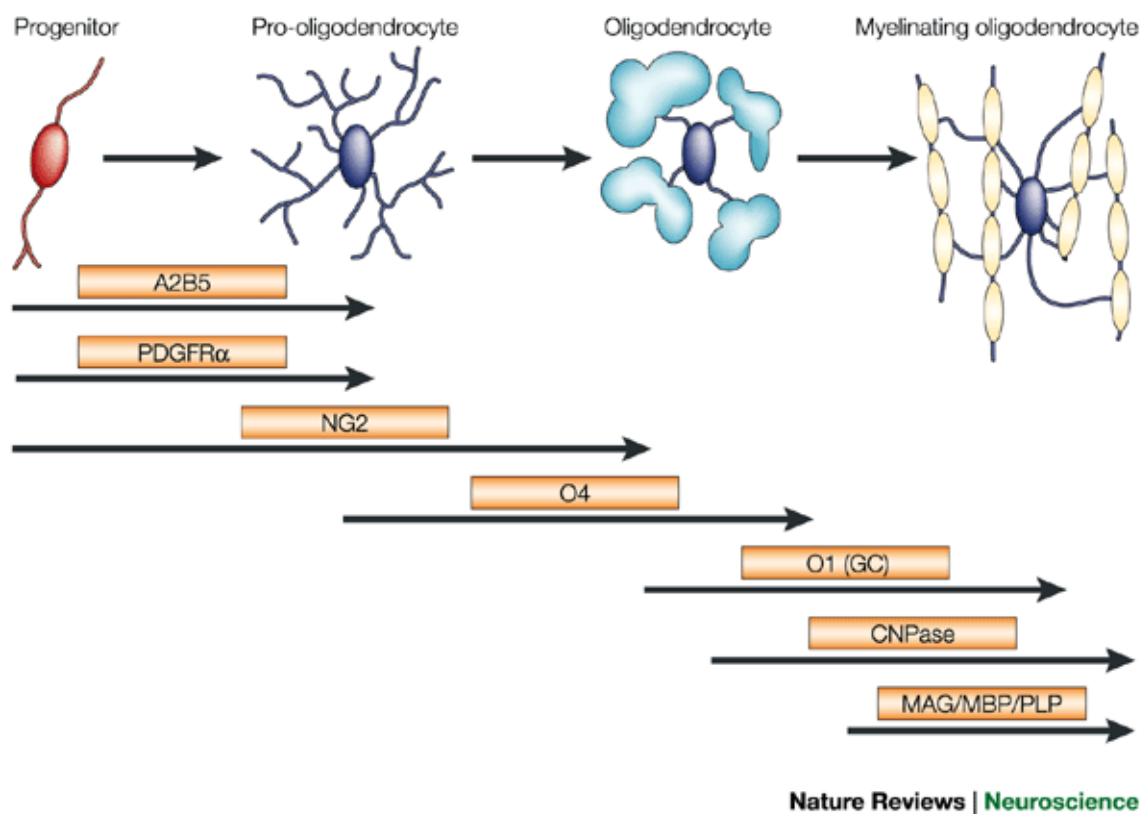 Progenitor
Pro-oligodendrocyte
Oligodendrocyte
Myelinating oligodendrocyte
A2B5
PDGFRα
NG2
O4
O1 (GC)
CNPase
MAG/MBP/PLP
Nature Reviews | Neuroscience